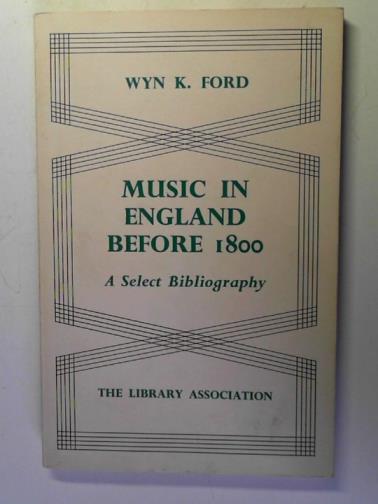 WYN K. FORD
MUSIC IN
ENGLAND
BEFORE 1800
A Select Bibliography
THE LIBRARY ASSOCIATION